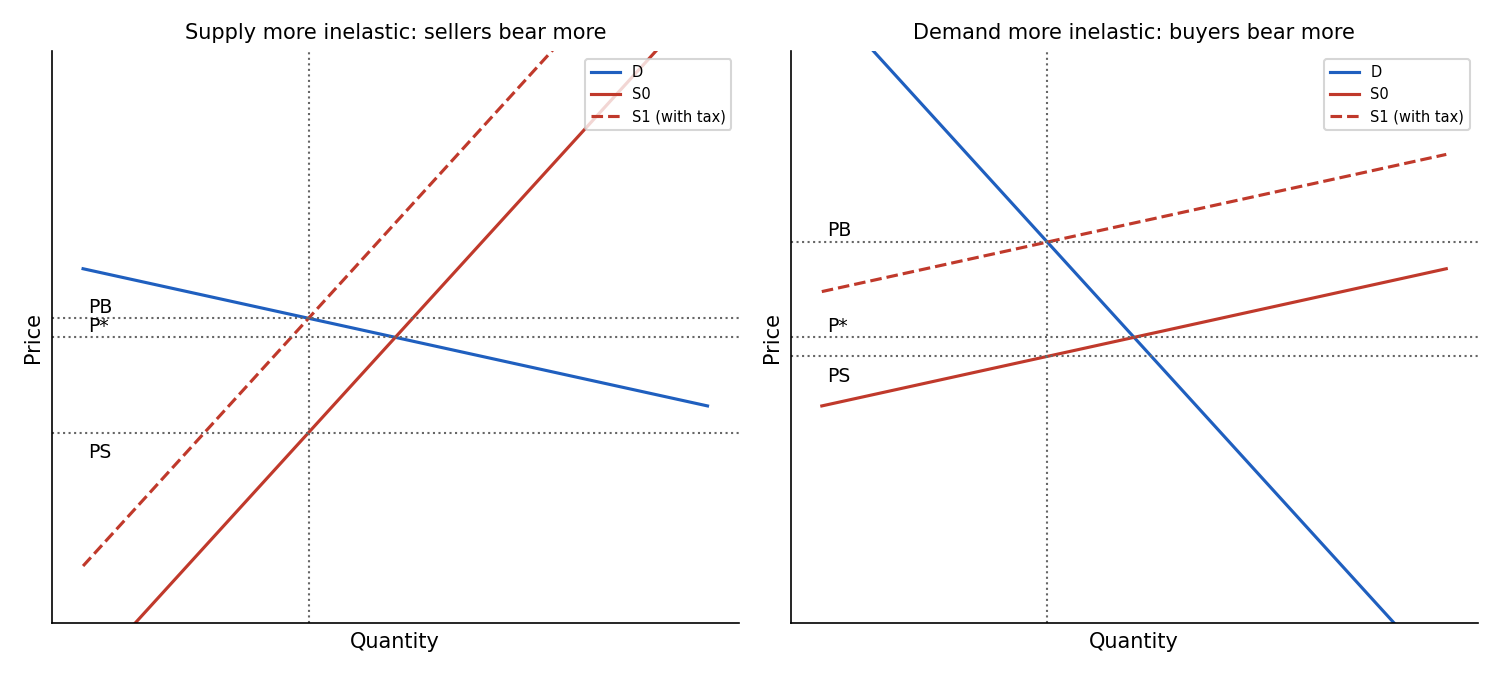 Supply more inelastic: sellers bear more
D
S0
S1 (with tax)
PB
P*
PS
Price
Quantity
Demand more inelastic: buyers bear more
D
S0
S1 (with tax)
PB
P*
PS
Price
Quantity